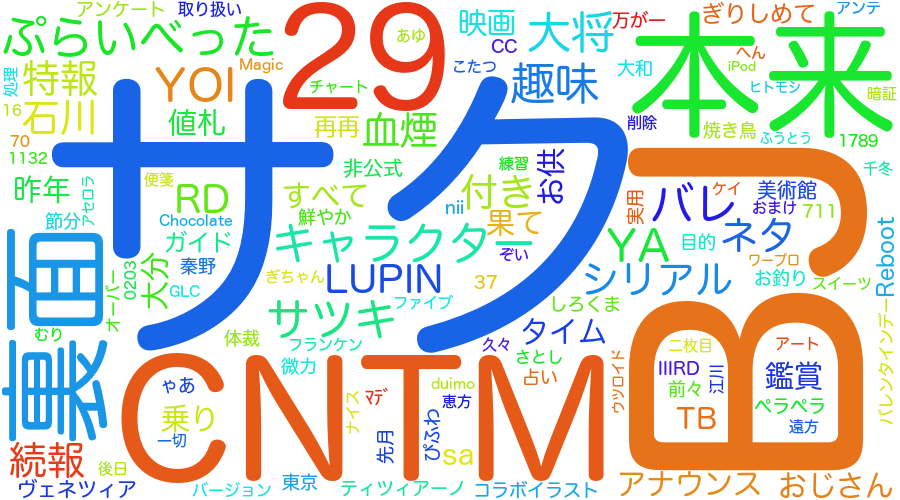 アンケート
取り扱い
29
あゆ
映画
CC
大将
万が一
ぎりしめて
アンテ
ぷらいべった
本来
へん
iPod
処理
特報
YOI
Magic
チャート
こたつ
趣味
大和
ヒトモシ
暗証
16
石川
値札
再再
血煙
削除
焼き鳥
ふうとう
1789
70
1132
サク
非公式
練習
お供
千冬
昨年
アセロラ
便箋
RD
すべて
付き
実用
バレ
ケイ
美術館
おまけ
711
節分
Chocolate
鮮やか
nii
果て
ネタ
裏面
ガイド
キャラクター
YA
目的
ワープロ
Reboot
0203
大分
秦野
ぞい
お釣り
GLC
ぎちゃん
LUPIN
37
シリアル
スイーツ
オーバー
サツキ
ファイブ
しろくま
むり
体裁
フランケン
久々
タイム
二枚目
アート
微力
さとし
占い
ウツロイド
IIIRD
江川
鑑賞
CNTM
ゃあ
ﾏﾃﾞ
duimo
恵方
前々
ペラペラ
バレンタインデー
乗り
ナイス
先月
ぴふわ
TB
遠方
一切
sa
続報
後日
ヴェネツィア
バージョン
東京
ティツィアーノ
コラボイラスト
アナウンス
おじさん